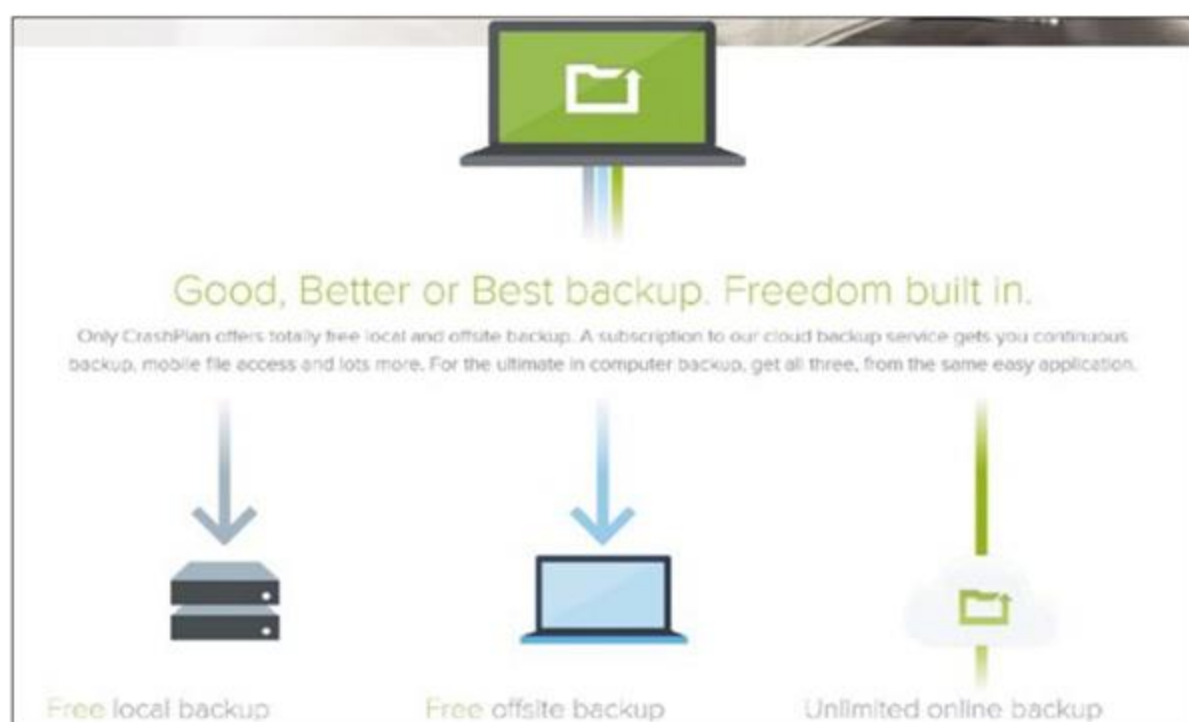 Good, Better or Best backup. Freedom built in.
Only CrashPlan offers totally free local and offsite backup. A subscription to our cloud backup service gets you continuous
backup, mobile file access and lots more. For the ultimate in computer backup, get all three, from the same easy application.
Free local backup
Free offsite backup
Unlimited online backup